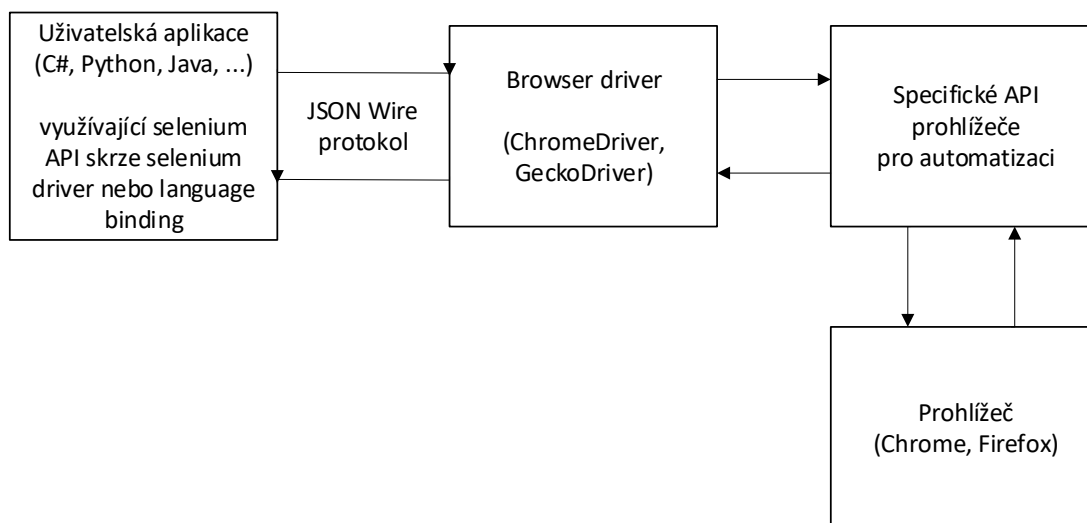 Uživatelská aplikace
(C#, Python, Java, ...)
využívající selenium
API skrze selenium
driver nebo language
binding
JSON Wire
protokol
Browser driver
(ChromeDriver,
GeckoDriver)
Specifické API
prohlížeče
pro automatizaci
Prohlížeč
(Chrome, Firefox)